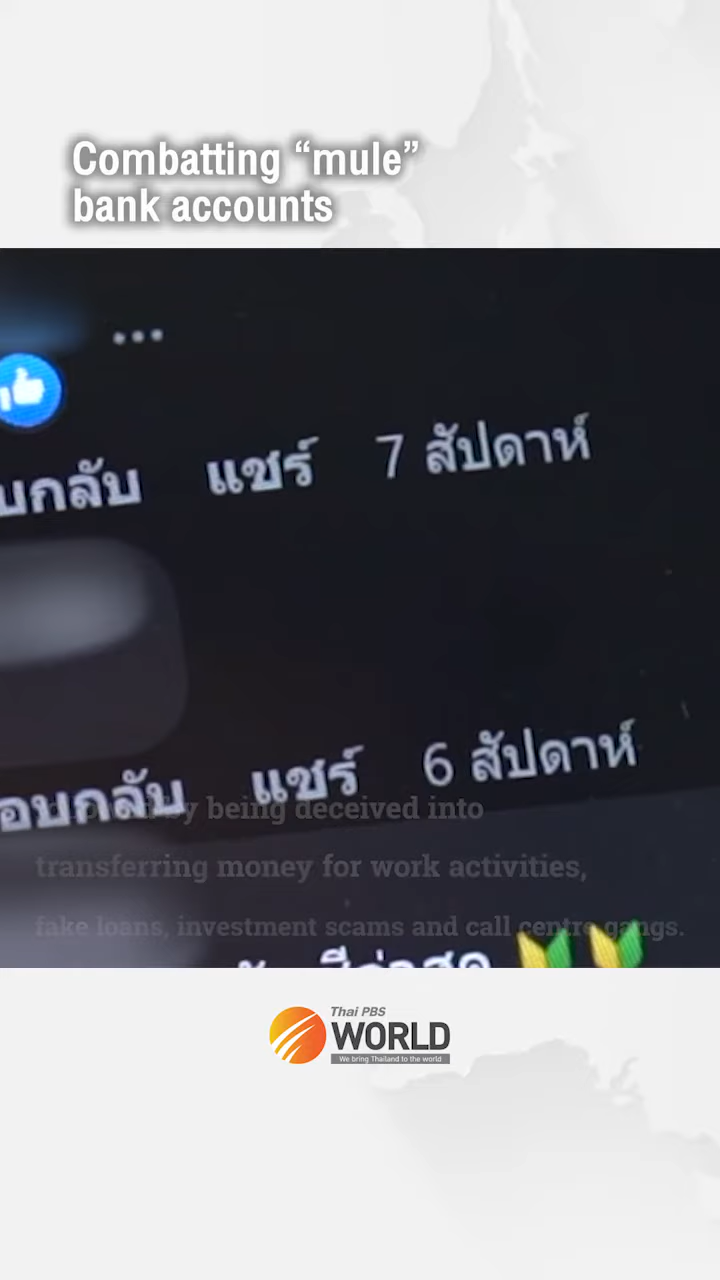 Combatting “mule”
bank accounts
แชร์ 7 สัปดาห์
แชร์ 6 สัปดาห์
by being deceived into
transferring money for work activities,
fake loans, investment scams and call centre gangs.
Thai PBS
WORLD
We bring Thailand to the world